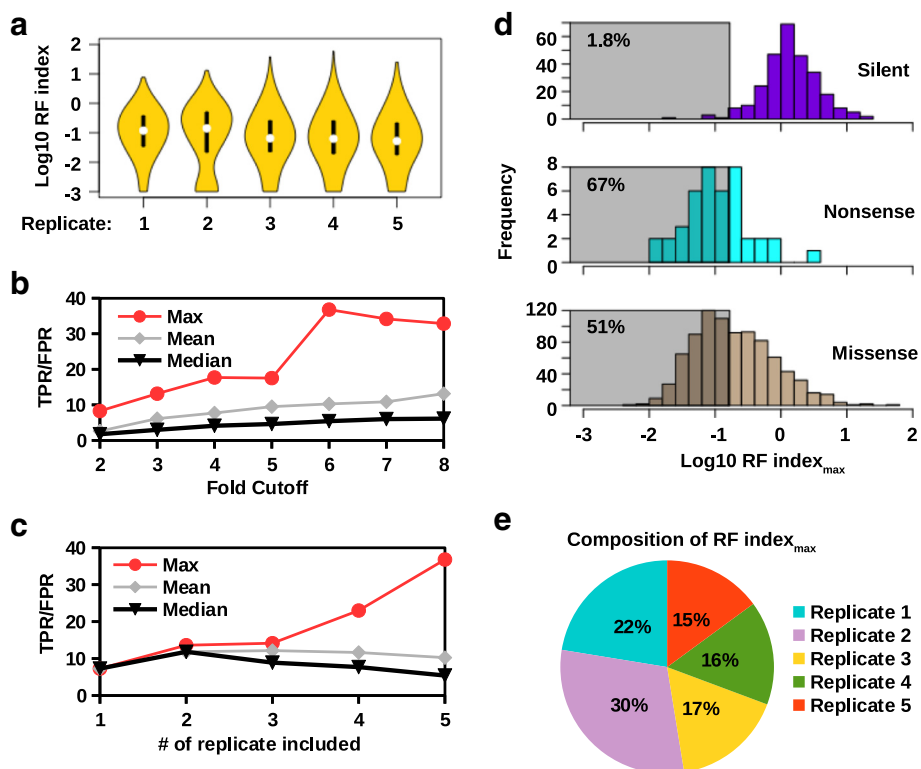 a
Log10 RF index
2
1
0
-1
-2
-3
Replicate: 1 2 3 4 5
b
TPR/FPR
40
30
20
10
0
Max
Mean
Median
2 3 4 5 6 7 8
Fold Cutoff
c
TPR/FPR
40
30
20
10
0
Max
Mean
Median
1 2 3 4 5
# of replicate included
d
Frequency
60
40
20
0
1.8%
Silent
8
6
4
2
0
67%
Nonsense
120
80
40
0
51%
Missense
-3 -2 -1 0 1 2
Log10 RF index max
e
Composition of RF index max
22%
15%
16%
17%
30%
Replicate 1
Replicate 2
Replicate 3
Replicate 4
Replicate 5